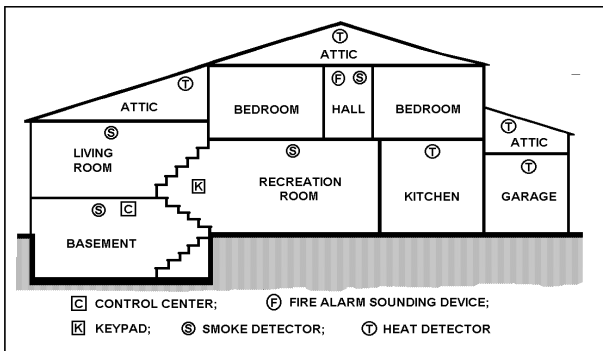 T
ATTIC
T
ATTIC
F S
BEDROOM HALL BEDROOM
T
ATTIC
S
LIVING
ROOM
S
T
T
K
RECREATION
ROOM
KITCHEN
GARAGE
S C
BASEMENT
C CONTROL CENTER; F FIRE ALARM SOUNDING DEVICE;
K KEYPAD; S SMOKE DETECTOR; T HEAT DETECTOR